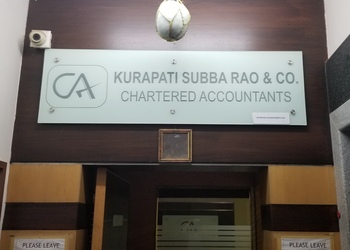 CA
KURAPATI SUBBA RAO & CO.
CHARTERED ACCOUNTANTS
PLEASE LEAVE
PLEASE LEAVE